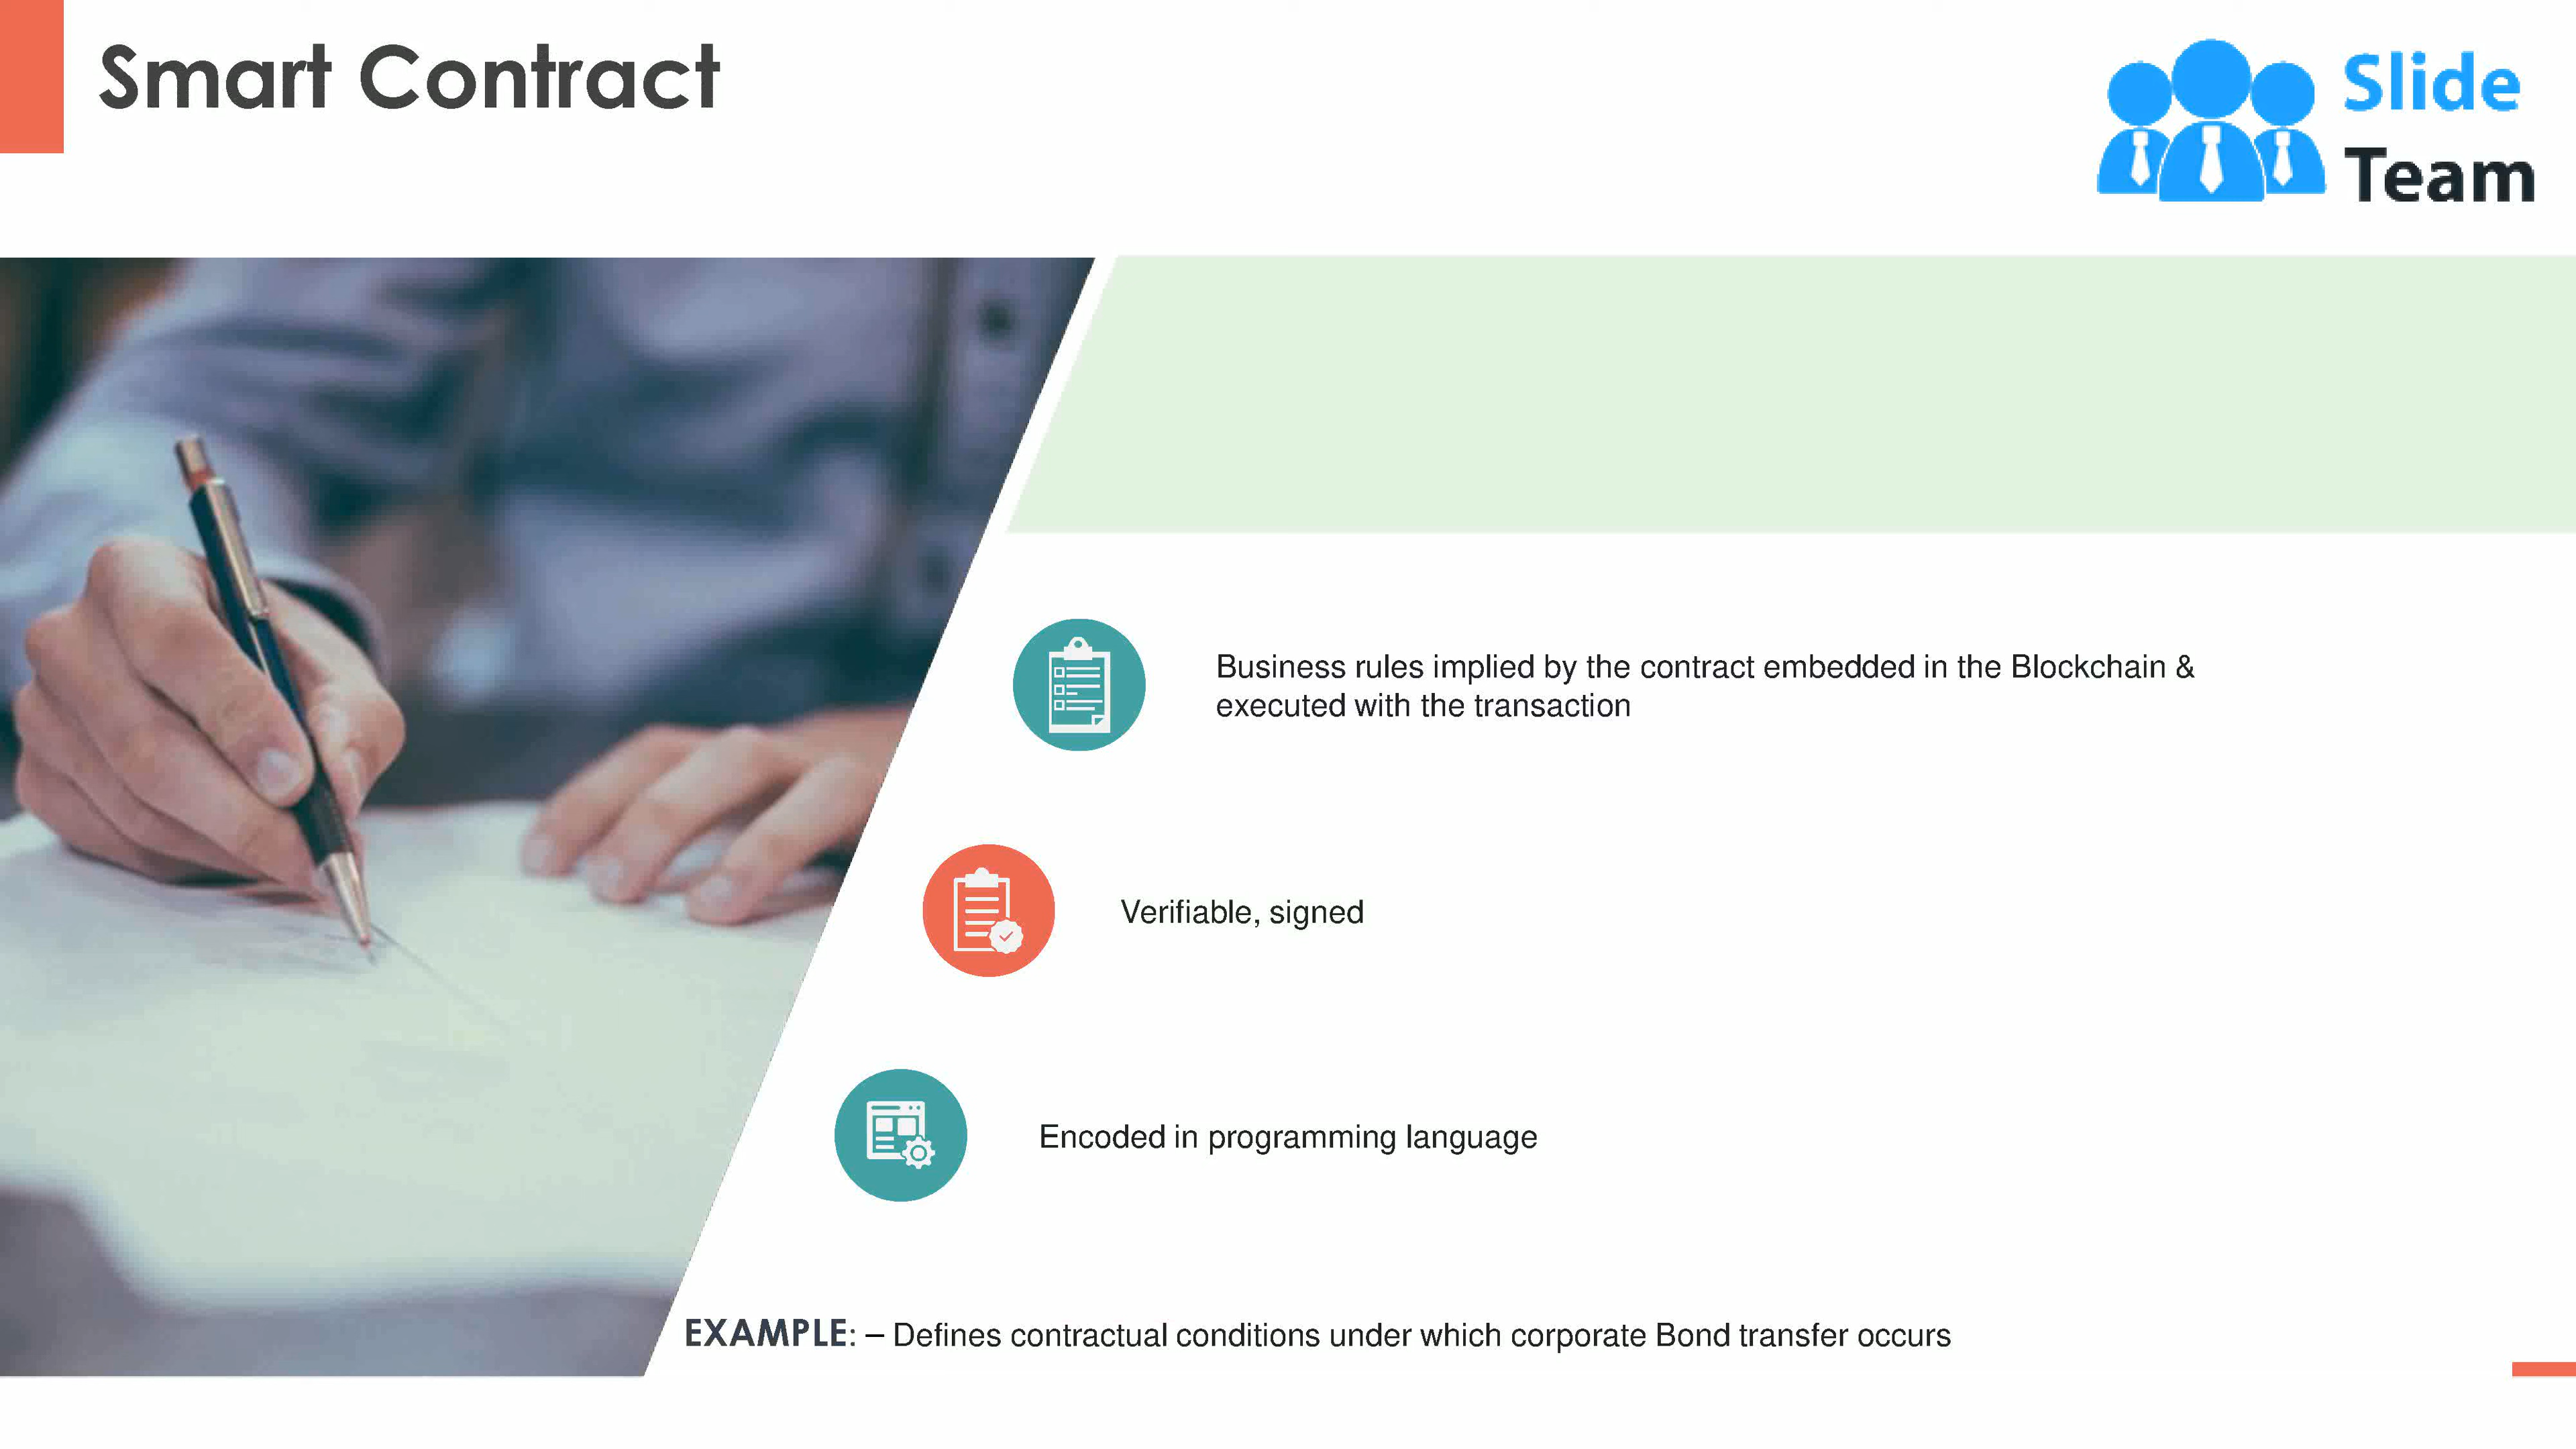 Smart Contract
Slide
Team
Business rules implied by the contract embedded in the Blockchain &
executed with the transaction
Verifiable, signed
Encoded in programming language
EXAMPLE: – Defines contractual conditions under which corporate Bond transfer occurs